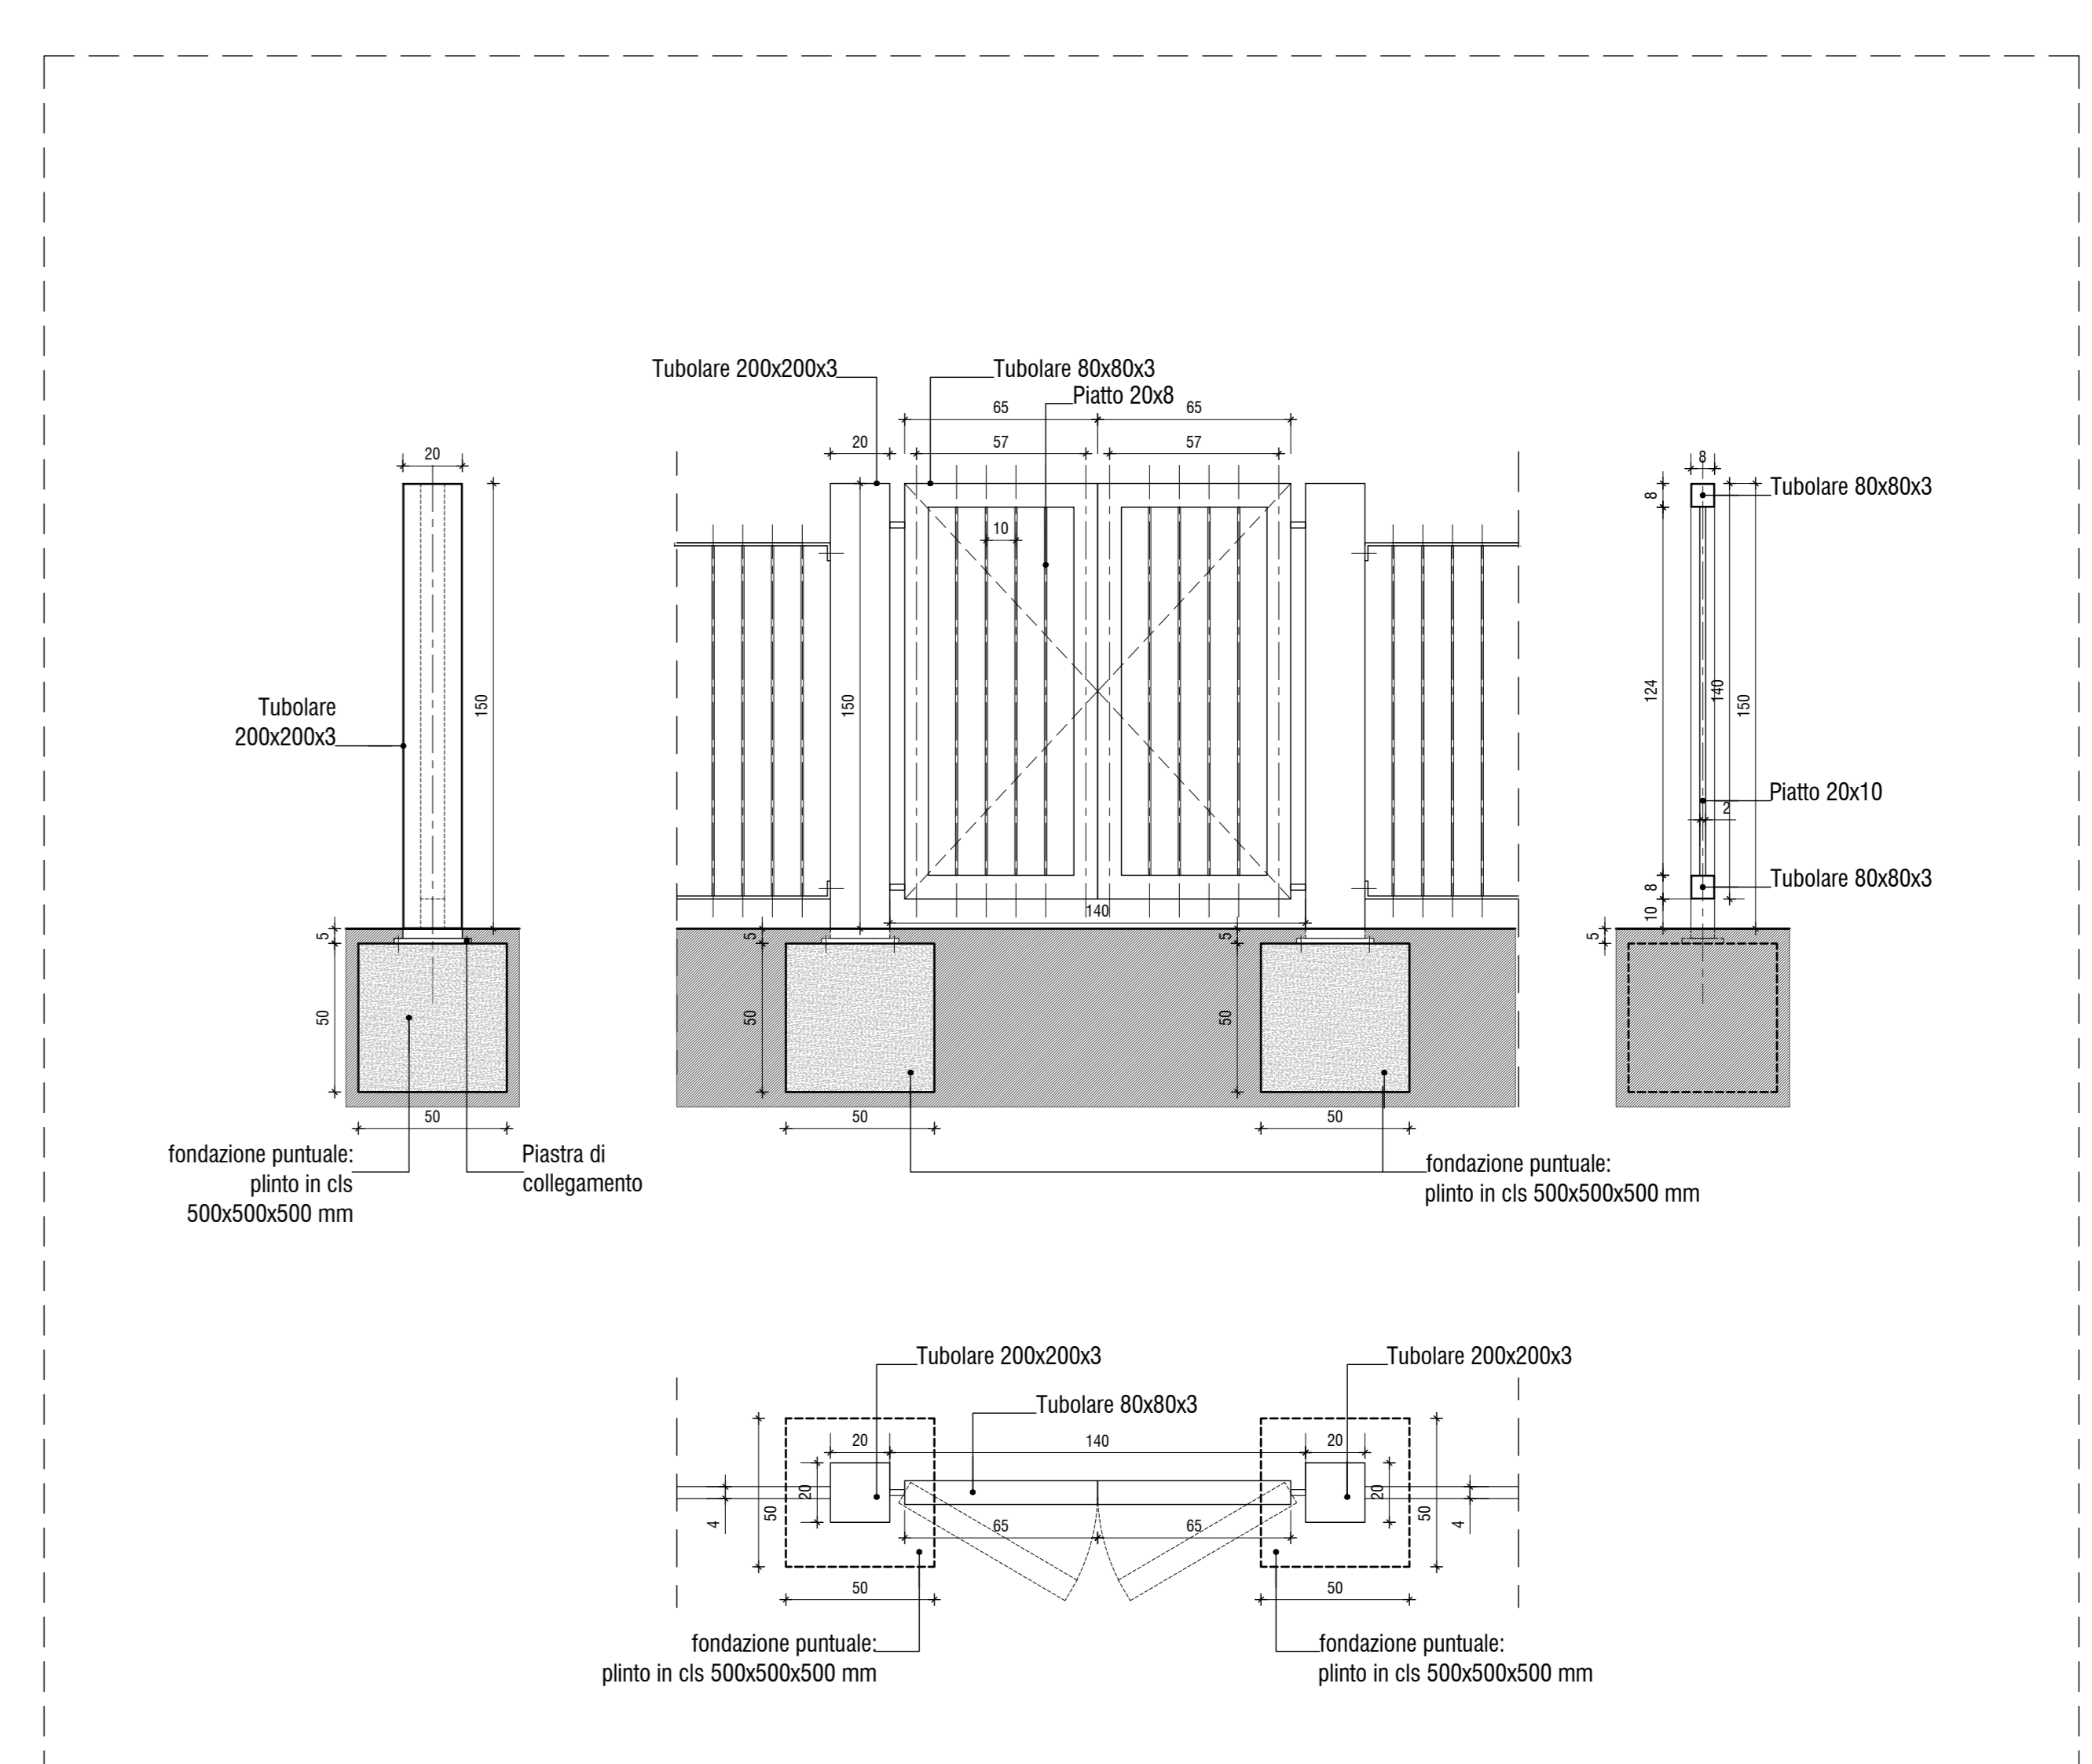 Tubolare 200x200x3
Tubolare 80x80x3
Piatto 20x8
65
65
20
57
57
20
8
8
Tubolare 80x80x3
10
Tubolare
200x200x3
150
150
124
140
150
Piatto 20x10
2
8
Tubolare 80x80x3
10
140
5
5
5
5
50
50
50
50
50
50
fondazione puntuale:
plinto in cls
500x500x500 mm
Piastra di
collegamento
fondazione puntuale:
plinto in cls 500x500x500 mm
Tubolare 200x200x3
Tubolare 200x200x3
Tubolare 80x80x3
20
140
20
20
20
50
50
4
4
65
65
50
50
fondazione puntuale:
plinto in cls 500x500x500 mm
fondazione puntuale:
plinto in cls 500x500x500 mm